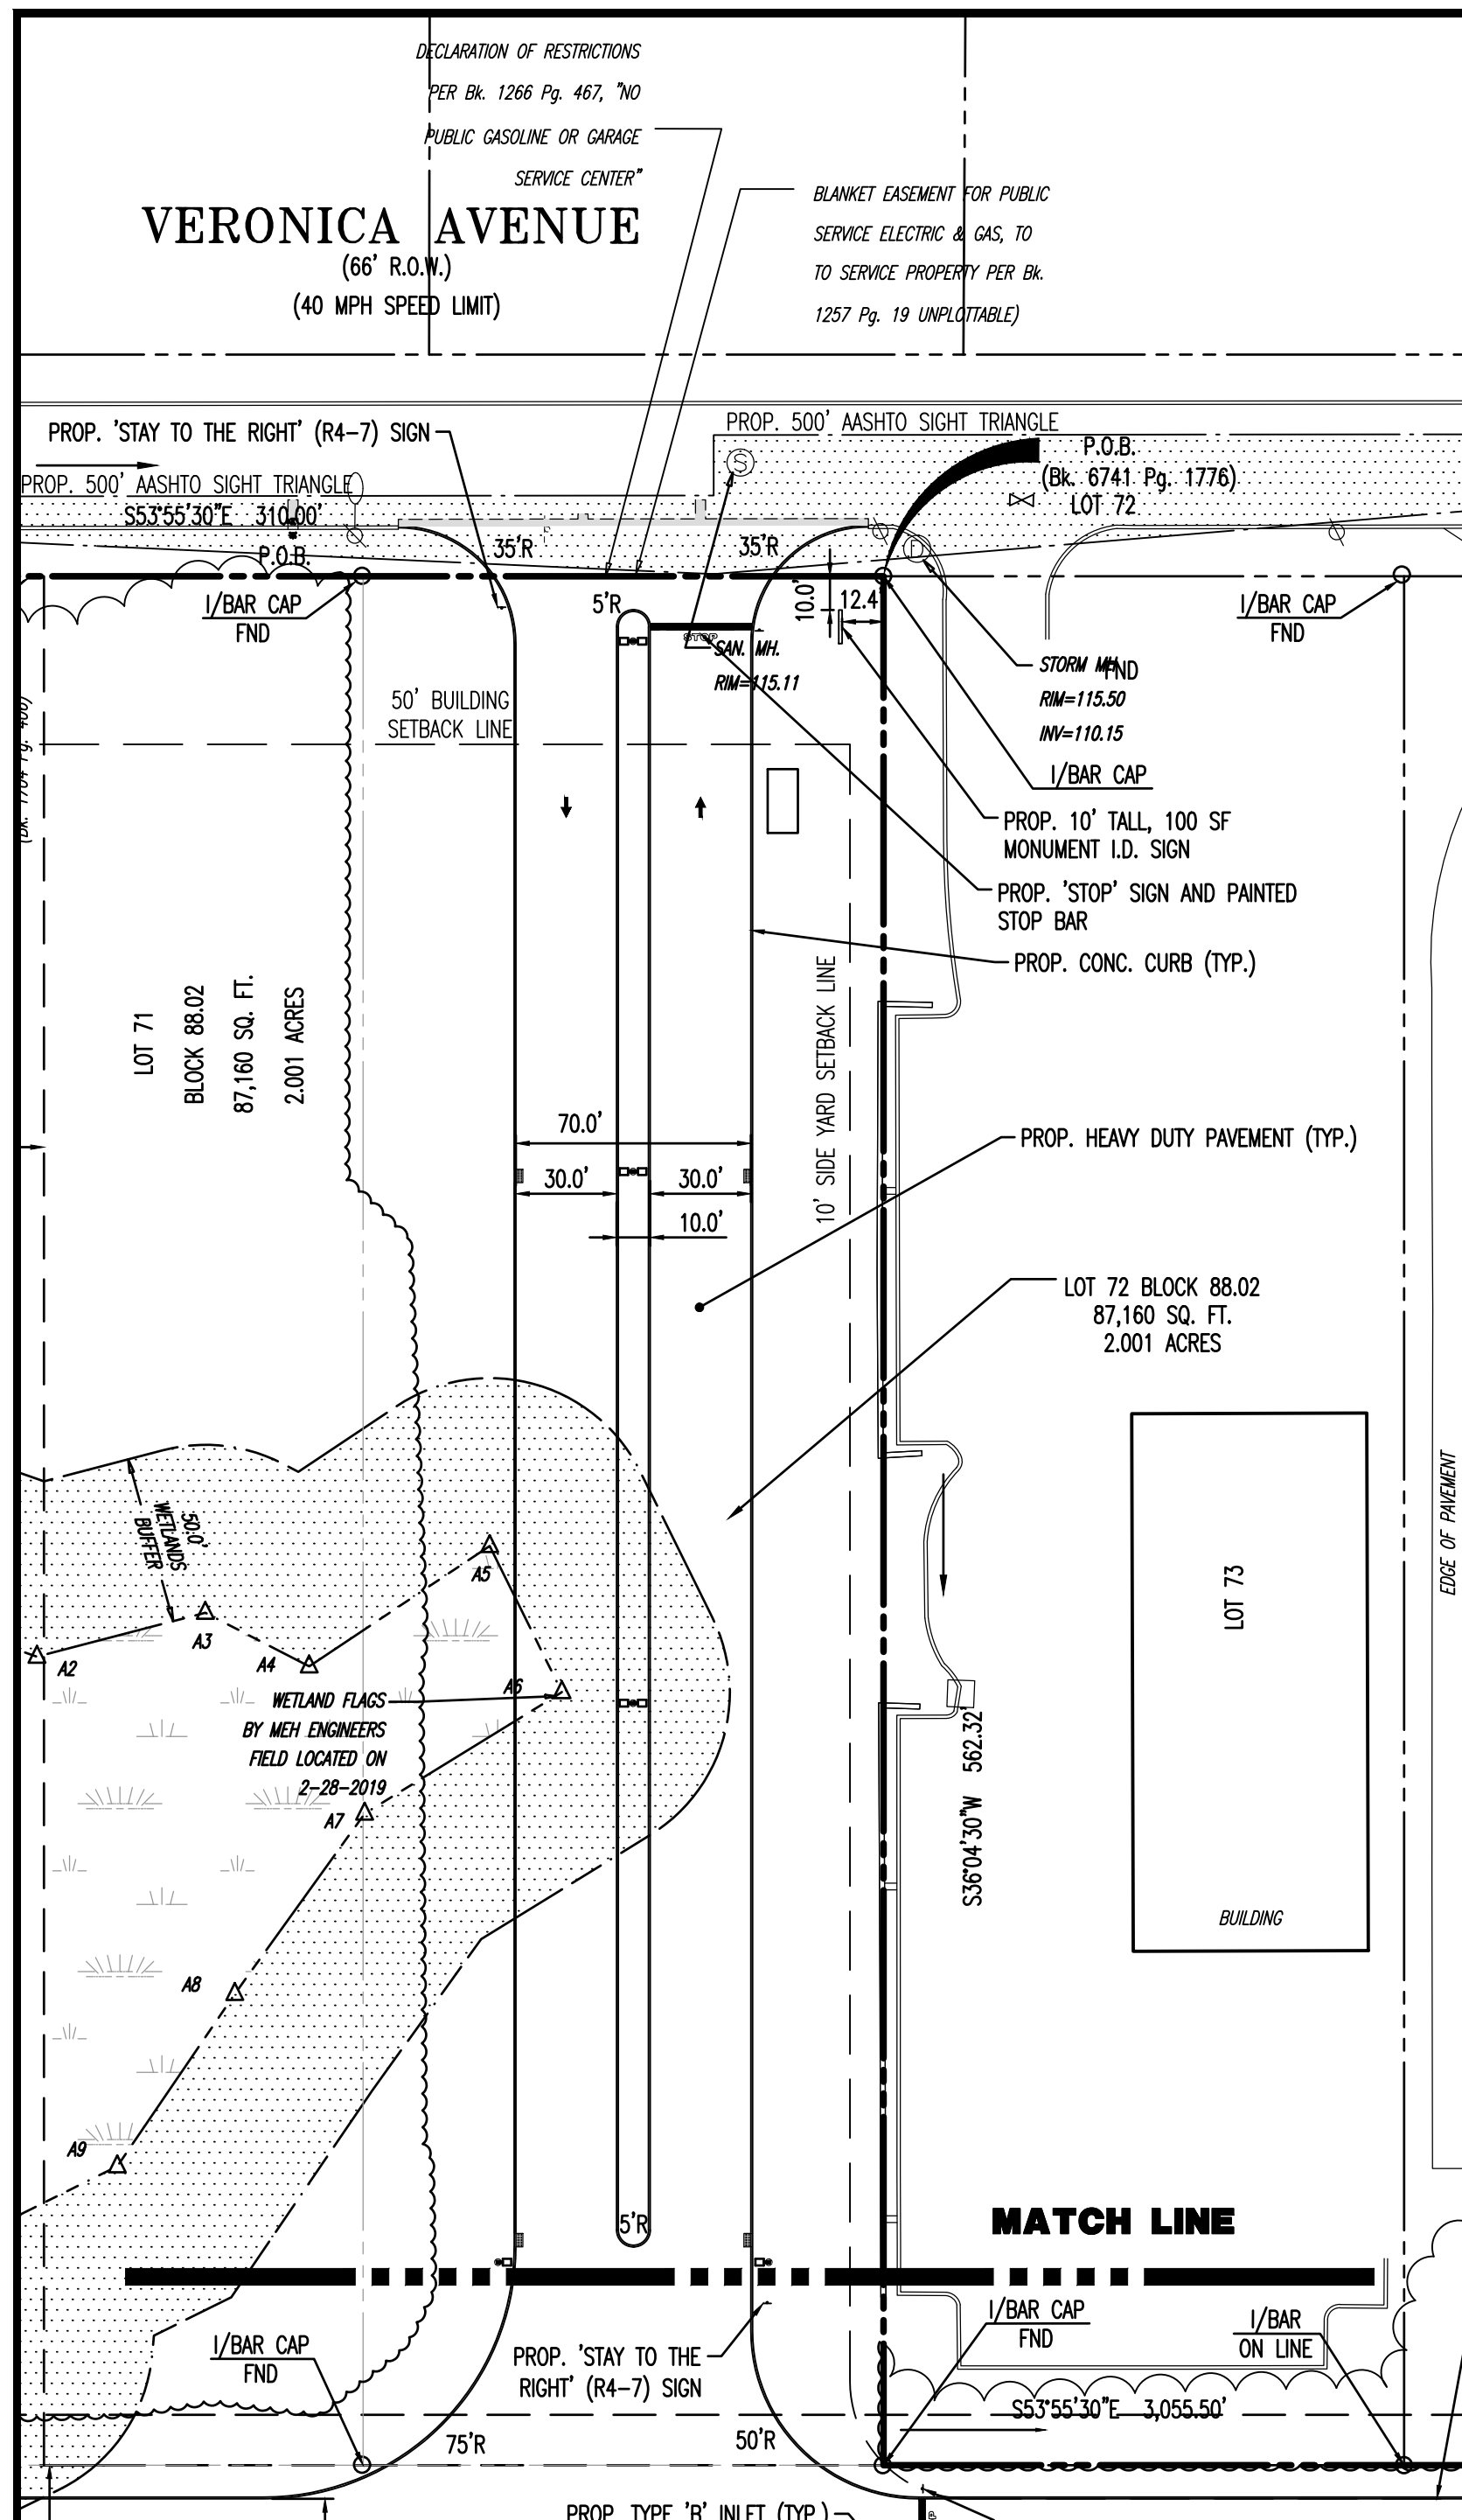 DECLARATION OF RESTRICTIONS
PER Bk. 1266 Pg. 467, "NO
PUBLIC GASOLINE OR GARAGE
SERVICE CENTER"
VERONICA AVENUE
(66' R.O.W.)
(40 MPH SPEED LIMIT)
BLANKET EASEMENT FOR PUBLIC
SERVICE ELECTRIC & GAS, TO
TO SERVICE PROPERTY PER Bk.
1257 Pg. 19 UNPLOTTABLE)
PROP. 'STAY TO THE RIGHT' (R4-7) SIGN
PROP. 500' AASHTO SIGHT TRIANGLE
PROP. 500' AASHTO SIGHT TRIANGLE
S
P.O.B.
(Bk. 6741 Pg. 1776)
LOT 72
S53°55'30"E 310.00'
P.O.B.
35'R
35'R
D
I/BAR CAP
FND
5'R
10.0'
12.4'
I/BAR CAP
FND
STOP
SAN. MH.
RIM=115.11
STORM MH
FND
RIM=115.50
INV=110.15
50' BUILDING
SETBACK LINE
I/BAR CAP
(Bk. 1704 Pg. 400)
PROP. 10' TALL, 100 SF
MONUMENT I.D. SIGN
PROP. 'STOP' SIGN AND PAINTED
STOP BAR
PROP. CONC. CURB (TYP.)
LOT 71
BLOCK 88.02
87,160 SQ. FT.
2.001 ACRES
10' SIDE YARD SETBACK LINE
70.0'
30.0'
30.0'
10.0'
PROP. HEAVY DUTY PAVEMENT (TYP.)
LOT 72 BLOCK 88.02
87,160 SQ. FT.
2.001 ACRES
50.0'
WETLANDS
BUFFER
EDGE OF PAVEMENT
LOT 73
A5
A3
A2
A4
A6
WETLAND FLAGS
BY MEH ENGINEERS
FIELD LOCATED ON
2-28-2019
A7
S36°04'30"W 562.32'
BUILDING
A8
A9
5'R
MATCH LINE
I/BAR CAP
FND
PROP. 'STAY TO THE
RIGHT' (R4-7) SIGN
I/BAR CAP
FND
I/BAR
ON LINE
S53°55'30"E 3,055.50'
75'R
50'R
PROP. TYPE 'B' INLET (TYP.)